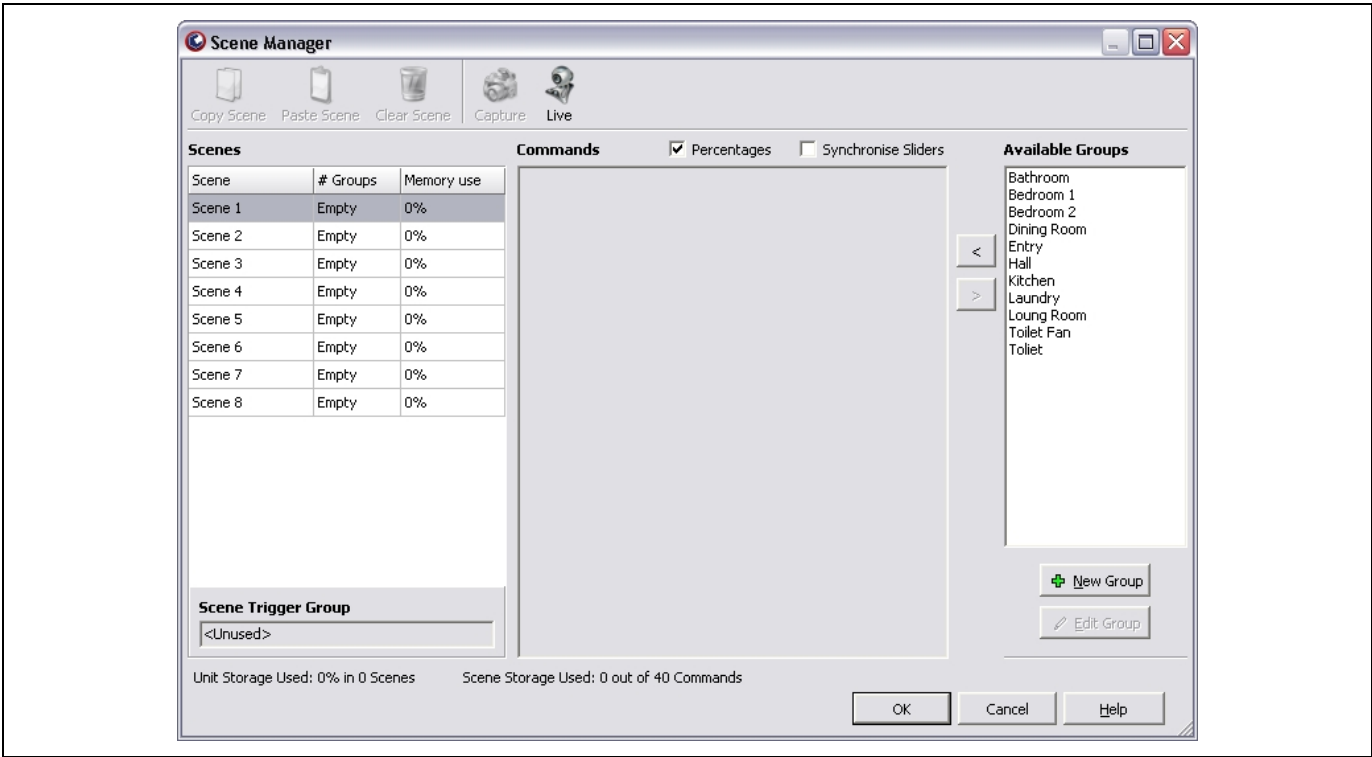 Scene Manager
Copy Scene Paste Scene Clear Scene Capture Live
Scenes
Scene # Groups Memory use
Scene 1 Empty 0%
Scene 2 Empty 0%
Scene 3 Empty 0%
Scene 4 Empty 0%
Scene 5 Empty 0%
Scene 6 Empty 0%
Scene 7 Empty 0%
Scene 8 Empty 0%
Scene Trigger Group
<Unused>
Commands Percentages Synchronise Sliders
<
>
Available Groups
Bathroom
Bedroom 1
Bedroom 2
Dining Room
Entry
Hall
Kitchen
Laundry
Loung Room
Toilet Fan
Toliet
New Group
Edit Group
Unit Storage Used: 0% in 0 Scenes Scene Storage Used: 0 out of 40 Commands
OK Cancel Help